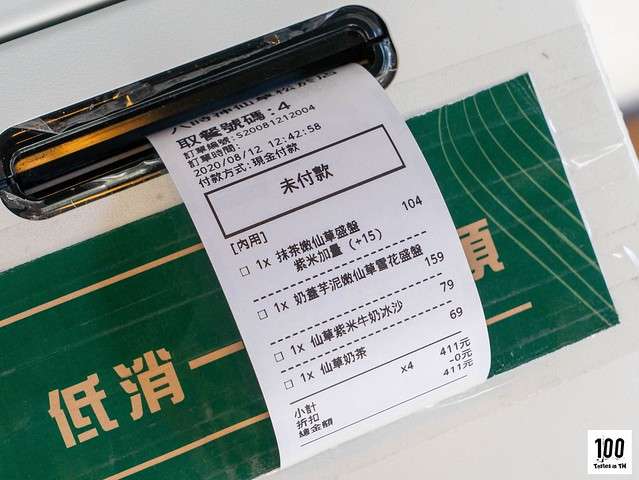 取餐號碼:4
訂單編號:S2008121​2004
訂單時間:
2020/08/12 12:42:58
付款方式:現金付款
未付款
[內用]
□ 1x 抹茶嫩仙草盛盤 104
紫米加量 (+15)
□ 1x 奶蓋芋泥嫩仙草雪花盛盤 159
□ 1x 仙草紫米牛奶冰沙 79
□ 1x 仙草奶茶 69
小計 x4 411元
折扣 -0元
總金額 411元
低消一
100
Tastes in TW